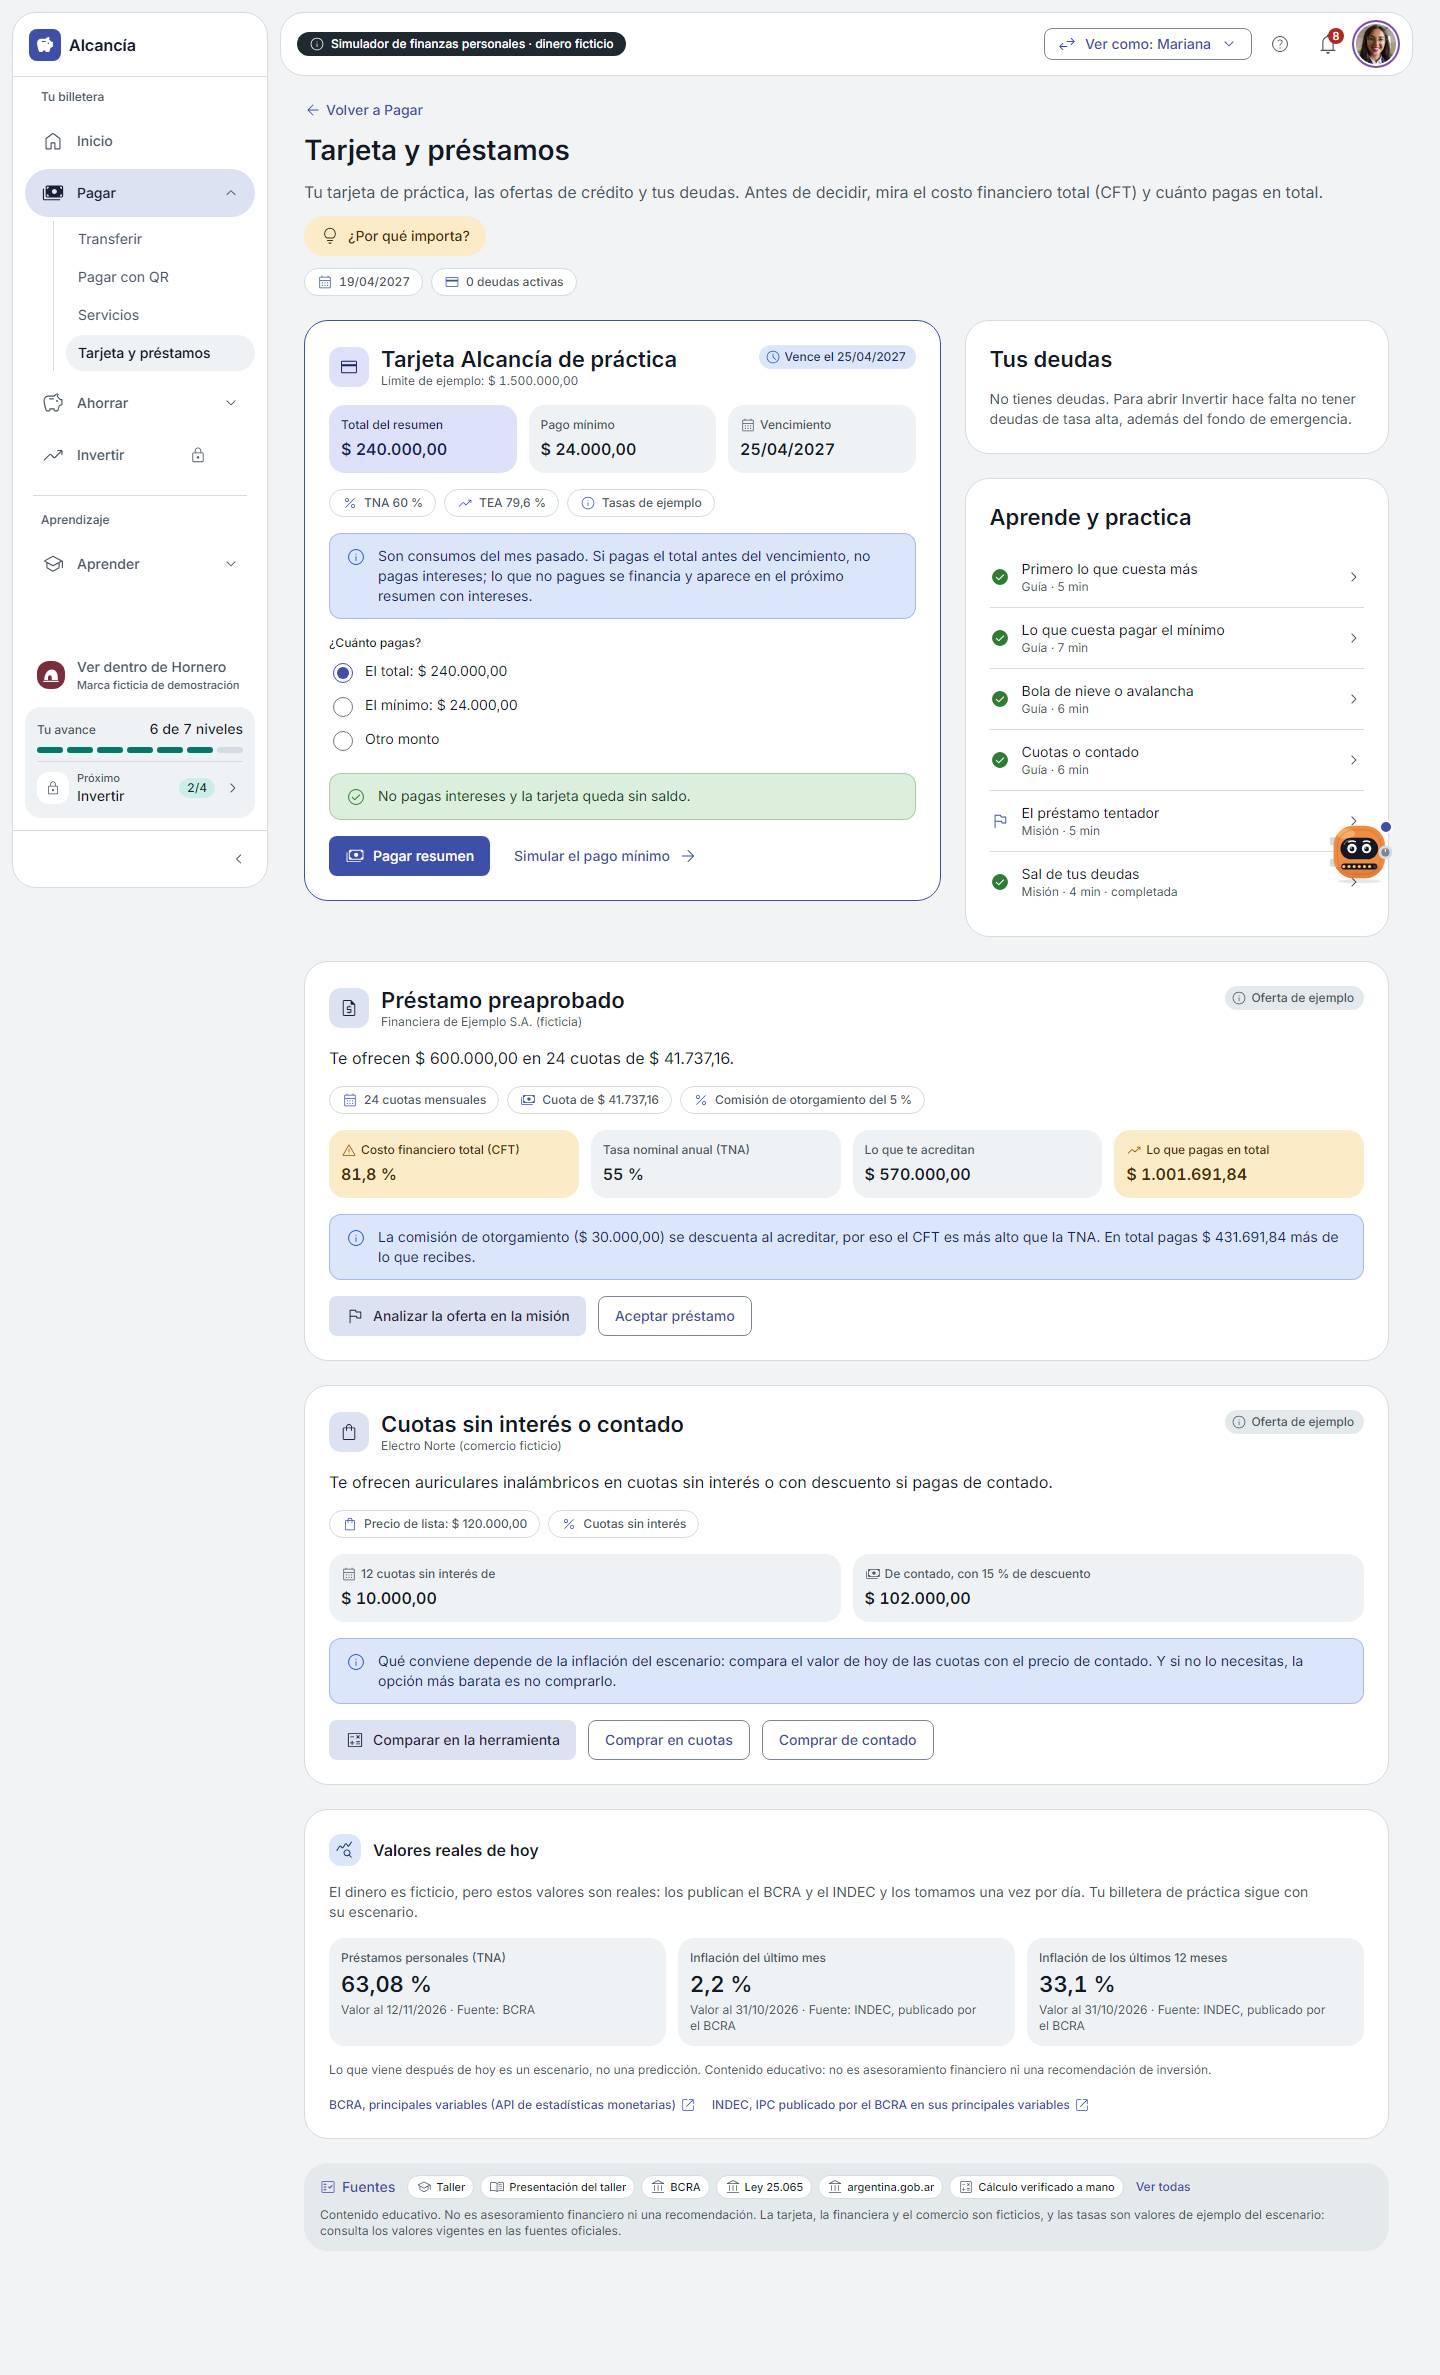 Alcancía
Tu billetera
Inicio
Pagar
Transferir
Pagar con QR
Servicios
Tarjeta y préstamos
Ahorrar
Invertir
Aprendizaje
Aprender
Ver dentro de Hornero
Marca ficticia de demostración
Tu avance
6 de 7 niveles
Próximo
Invertir
2/4
Simulador de finanzas personales · dinero ficticio
Ver como: Mariana
8
Volver a Pagar
Tarjeta y préstamos
Tu tarjeta de práctica, las ofertas de crédito y tus deudas. Antes de decidir, mira el costo financiero total (CFT) y cuánto pagas en total.
¿Por qué importa?
19/04/2027
0 deudas activas
Tarjeta Alcancía de práctica
Límite de ejemplo: $ 1.500.000,00
Vence el 25/04/2027
Total del resumen
$ 240.000,00
Pago mínimo
$ 24.000,00
Vencimiento
25/04/2027
TNA 60 %
TEA 79,6 %
Tasas de ejemplo
Son consumos del mes pasado. Si pagas el total antes del vencimiento, no
pagas intereses; lo que no pagues se financia y aparece en el próximo
resumen con intereses.
¿Cuánto pagas?
El total: $ 240.000,00
El mínimo: $ 24.000,00
Otro monto
No pagas intereses y la tarjeta queda sin saldo.
Pagar resumen
Simular el pago mínimo
Tus deudas
No tienes deudas. Para abrir Invertir hace falta no tener
deudas de tasa alta, además del fondo de emergencia.
Aprende y practica
Primero lo que cuesta más
Guía · 5 min
Lo que cuesta pagar el mínimo
Guía · 7 min
Bola de nieve o avalancha
Guía · 6 min
Cuotas o contado
Guía · 6 min
El préstamo tentador
Misión · 5 min
Sal de tus deudas
Misión · 4 min · completada
Préstamo preaprobado
Financiera de Ejemplo S.A. (ficticia)
Oferta de ejemplo
Te ofrecen $ 600.000,00 en 24 cuotas de $ 41.737,16.
24 cuotas mensuales
Cuota de $ 41.737,16
Comisión de otorgamiento del 5 %
Costo financiero total (CFT)
81,8 %
Tasa nominal anual (TNA)
55 %
Lo que te acreditan
$ 570.000,00
Lo que pagas en total
$ 1.001.691,84
La comisión de otorgamiento ($ 30.000,00) se descuenta al acreditar, por eso el CFT es más alto que la TNA. En total pagas $ 431.691,84 más de
lo que recibes.
Analizar la oferta en la misión
Aceptar préstamo
Cuotas sin interés o contado
Electro Norte (comercio ficticio)
Oferta de ejemplo
Te ofrecen auriculares inalámbricos en cuotas sin interés o con descuento si pagas de contado.
Precio de lista: $ 120.000,00
Cuotas sin interés
12 cuotas sin interés de
$ 10.000,00
De contado, con 15 % de descuento
$ 102.000,00
Qué conviene depende de la inflación del escenario: compara el valor de hoy de las cuotas con el precio de contado. Y si no lo necesitas, la
opción más barata es no comprarlo.
Comparar en la herramienta
Comprar en cuotas
Comprar de contado
Valores reales de hoy
El dinero es ficticio, pero estos valores son reales: los publican el BCRA y el INDEC y los tomamos una vez por día. Tu billetera de práctica sigue con
su escenario.
Préstamos personales (TNA)
63,08 %
Valor al 12/11/2026 · Fuente: BCRA
Inflación del último mes
2,2 %
Valor al 31/10/2026 · Fuente: INDEC, publicado por
el BCRA
Inflación de los últimos 12 meses
33,1 %
Valor al 31/10/2026 · Fuente: INDEC, publicado por
el BCRA
Lo que viene después de hoy es un escenario, no una predicción. Contenido educativo: no es asesoramiento financiero ni una recomendación de inversión.
BCRA, principales variables (API de estadísticas monetarias)
INDEC, IPC publicado por el BCRA en sus principales variables
Fuentes
Taller
Presentación del taller
BCRA
Ley 25.065
argentina.gob.ar
Cálculo verificado a mano
Ver todas
Contenido educativo. No es asesoramiento financiero ni una recomendación. La tarjeta, la financiera y el comercio son ficticios, y las tasas son valores de ejemplo del escenario:
consulta los valores vigentes en las fuentes oficiales.